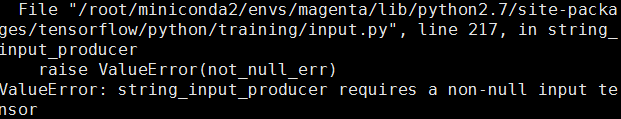 File "/root/miniconda2/envs/magenta/lib/python2.7/site-packa
ges/tensorflow/python/training/input.py", line 217, in string_
input_producer
    raise ValueError(not_null_err)
ValueError: string_input_producer requires a non-null input te
nsor